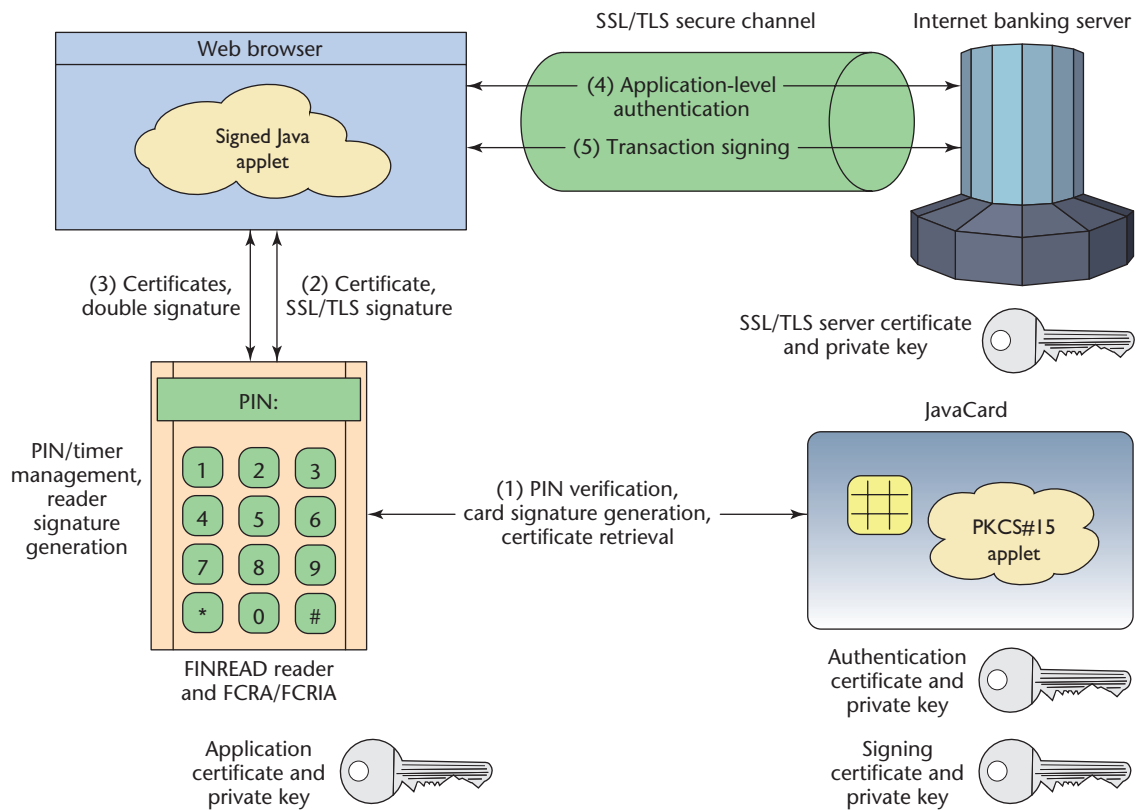 SSL/TLS secure channel
Internet banking server
Web browser
Signed Java
applet
(4) Application-level
authentication
(5) Transaction signing
(3) Certificates,
double signature
(2) Certificate,
SSL/TLS signature
SSL/TLS server certificate
and private key
PIN:
1 2 3
4 5 6
7 8 9
* 0 #
PIN/timer
management,
reader
signature
generation
(1) PIN verification,
card signature generation,
certificate retrieval
JavaCard
PKCS#15
applet
FINREAD reader
and FCRA/FCRIA
Authentication
certificate and
private key
Application
certificate and
private key
Signing
certificate and
private key